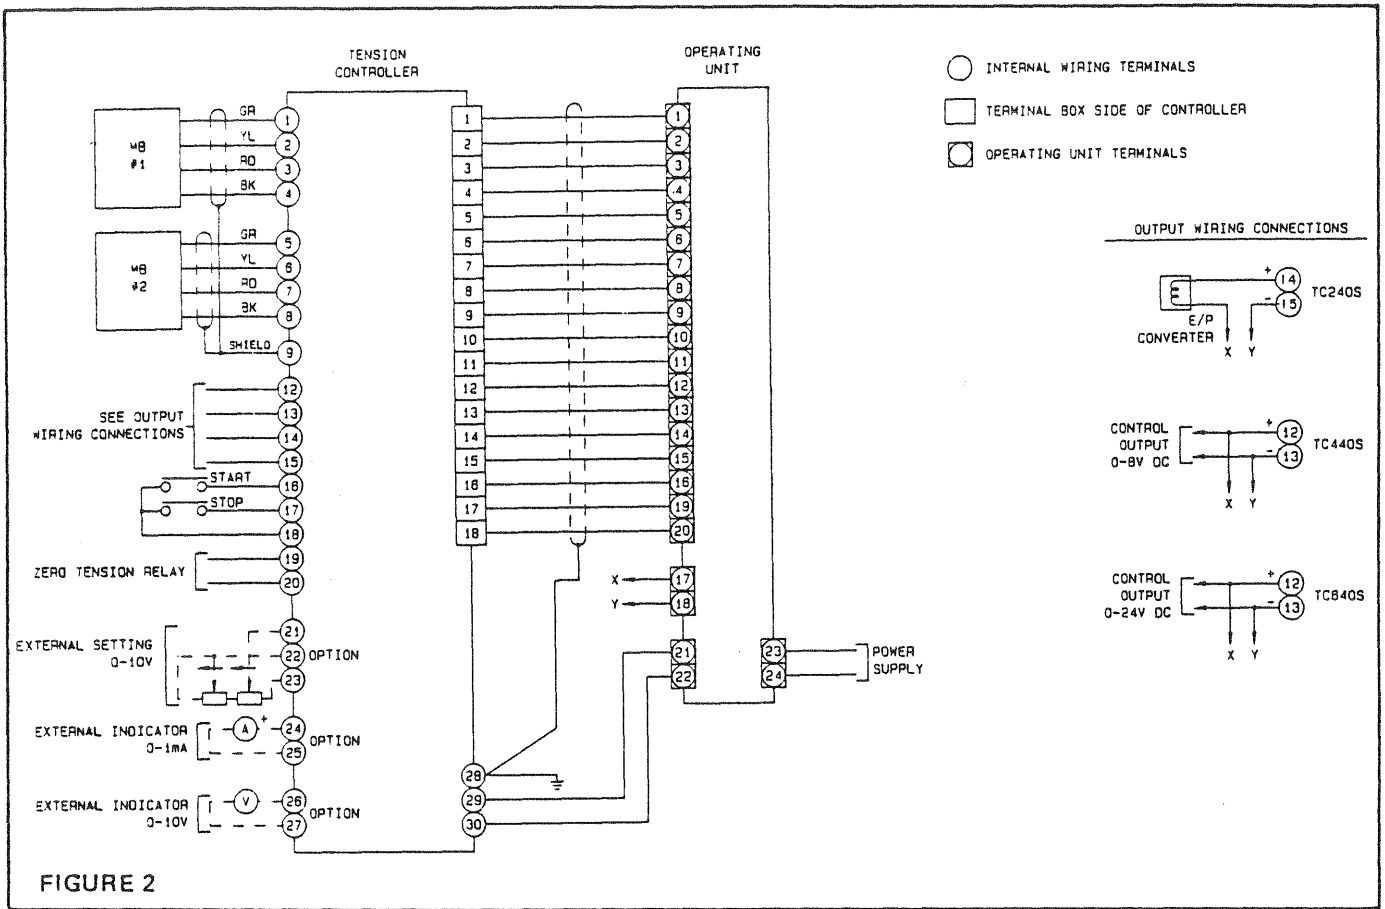 TENSION
CONTROLLER
OPERATING
UNIT
INTERNAL WIRING TERMINALS
TERMINAL BOX SIDE OF CONTROLLER
OPERATING UNIT TERMINALS
MB
#1
GR
YL
RD
BK
1
2
3
4
MB
#2
GR
YL
RD
BK
SHIELD
5
6
7
8
9
SEE OUTPUT
WIRING CONNECTIONS
12
13
14
15
START
STOP
16
17
18
ZERO TENSION RELAY
19
20
EXTERNAL SETTING
0-10V
21
22
23
OPTION
EXTERNAL INDICATOR
0-1mA
A
+
24
25
OPTION
EXTERNAL INDICATOR
0-10V
V
26
27
OPTION
1
2
3
4
5
6
7
8
9
10
11
12
13
14
15
16
17
18
28
29
30
1
2
3
4
5
6
7
8
9
10
11
12
13
14
15
16
19
20
X
17
Y
18
21
22
23
24
POWER
SUPPLY
OUTPUT WIRING CONNECTIONS
+
14
-
15
TC240S
E/P
CONVERTER
X Y
CONTROL
OUTPUT
0-8V DC
+
12
-
13
TC440S
X Y
CONTROL
OUTPUT
0-24V DC
+
12
-
13
TC640S
X Y
FIGURE 2